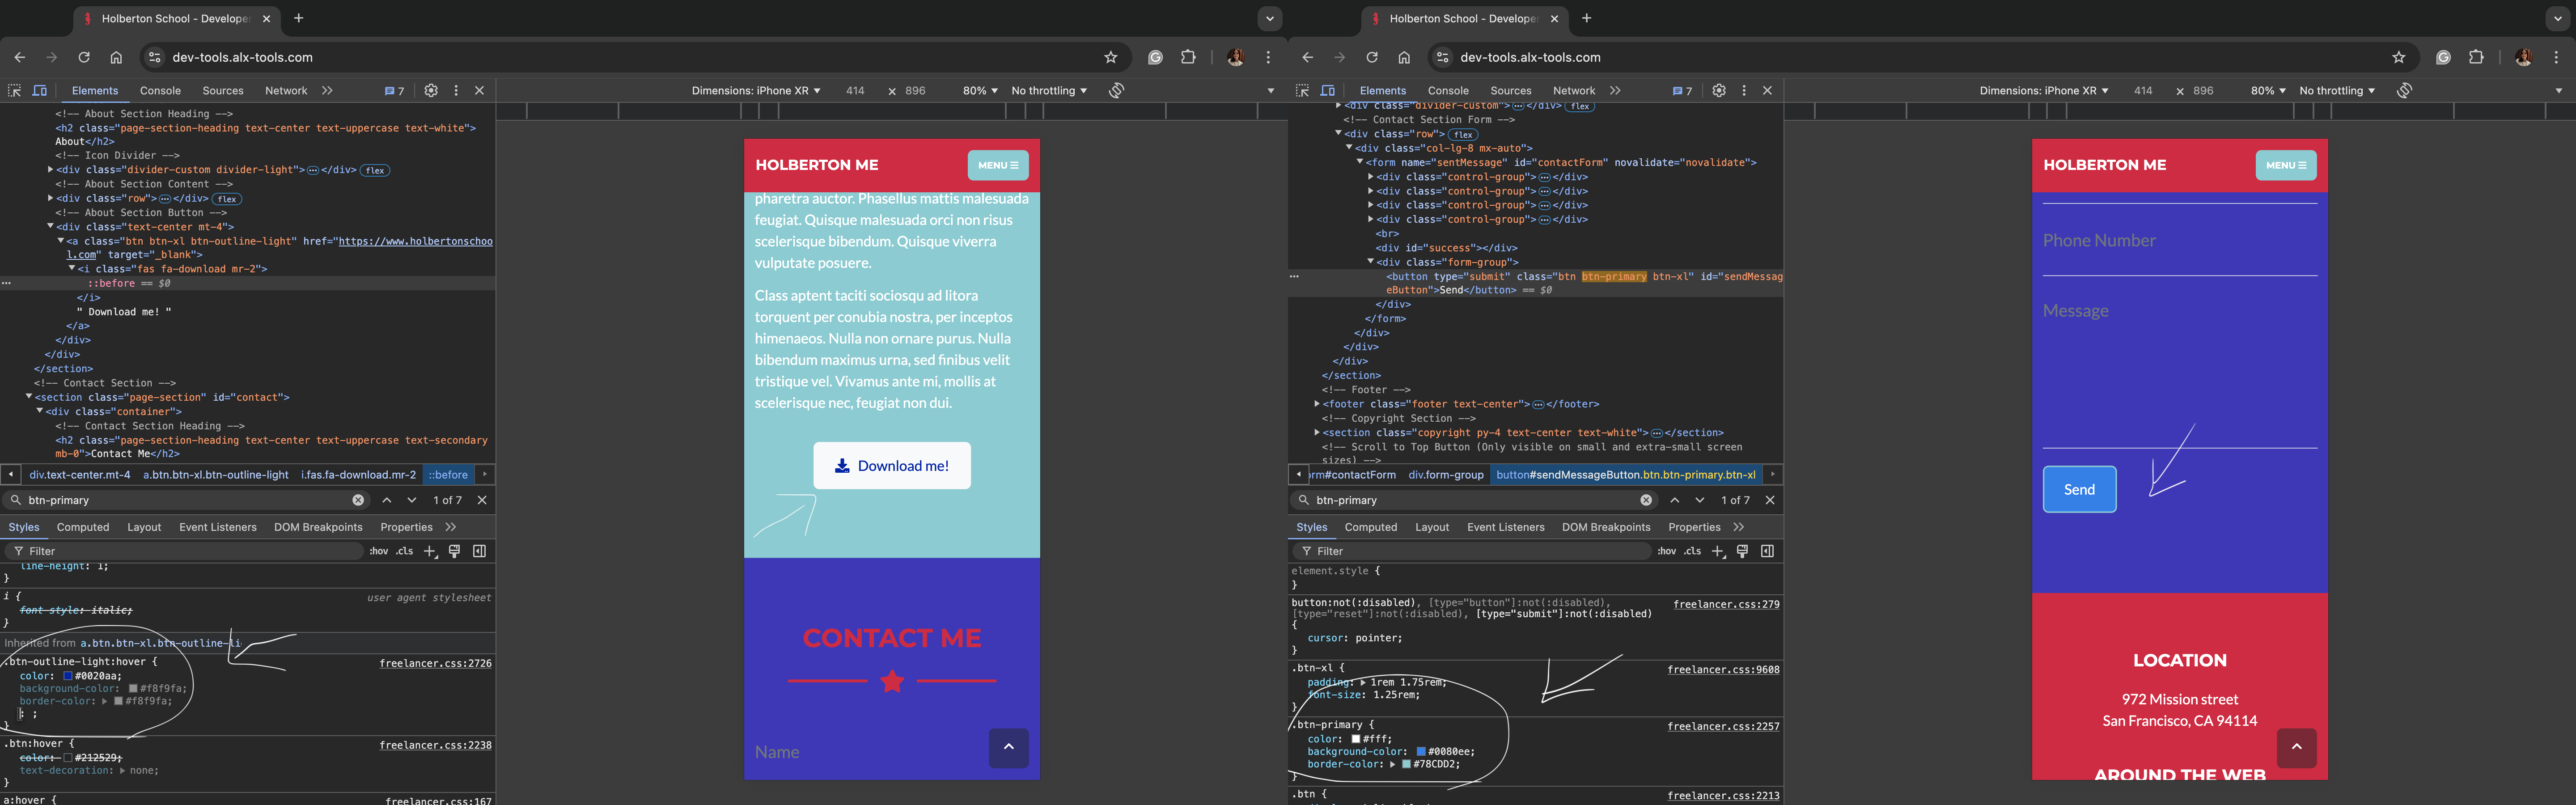 Holberton School - Develope
dev-tools.alx-tools.com
Elements Console Sources Network 7
Dimensions: iPhone XR 414 × 896 80% No throttling
<!-- About Section Heading -->
<h2 class="page-section-heading text-center text-uppercase text-white">
About</h2>
<!-- Icon Divider -->
<div class="divider-custom divider-light">…</div> flex
<!-- About Section Content -->
<div class="row">…</div> flex
<!-- About Section Button -->
<div class="text-center mt-4">
<a class="btn btn-xl btn-outline-light" href="https://www.holbertonschoo
l.com" target="_blank">
<i class="fas fa-download mr-2">
::before == $0
</i>
" Download me! "
</a>
</div>
</div>
</section>
<!-- Contact Section -->
<section class="page-section" id="contact">
<div class="container">
<!-- Contact Section Heading -->
<h2 class="page-section-heading text-center text-uppercase text-secondary
mb-0">Contact Me</h2>
div.text-center.mt-4 a.btn.btn-xl.btn-outline-light i.fas.fa-download.mr-2 ::before
btn-primary 1 of 7
Styles Computed Layout Event Listeners DOM Breakpoints Properties
Filter :hov .cls
line-height: 1;
}
i { user agent stylesheet
font-style: italic;
}
Inherited from a.btn.btn-xl.btn-outline-li
.btn-outline-light:hover { freelancer.css:2726
color: #0020aa;
background-color: #f8f9fa;
border-color: #f8f9fa;
: ;
}
.btn:hover { freelancer.css:2238
color: #212529;
text-decoration: none;
}
a:hover { freelancer.css:167
HOLBERTON ME MENU
pharetra auctor. Phasellus mattis malesuada
feugiat. Quisque malesuada orci non risus
scelerisque bibendum. Quisque viverra
vulputate posuere.
Class aptent taciti sociosqu ad litora
torquent per conubia nostra, per inceptos
himenaeos. Nulla non ornare purus. Nulla
bibendum maximus urna, sed finibus velit
tristique vel. Vivamus ante mi, mollis at
scelerisque nec, feugiat non dui.
Download me!
CONTACT ME
Name
Holberton School - Develope
dev-tools.alx-tools.com
Elements Console Sources Network 7
Dimensions: iPhone XR 414 × 896 80% No throttling
<div class="divider-custom">…</div> flex
<!-- Contact Section Form -->
<div class="row"> flex
<div class="col-lg-8 mx-auto">
<form name="sentMessage" id="contactForm" novalidate="novalidate">
<div class="control-group">…</div>
<div class="control-group">…</div>
<div class="control-group">…</div>
<div class="control-group">…</div>
<br>
<div id="success"></div>
<div class="form-group">
<button type="submit" class="btn btn-primary btn-xl" id="sendMessag
eButton">Send</button> == $0
</div>
</form>
</div>
</div>
</div>
</section>
<!-- Footer -->
<footer class="footer text-center">…</footer>
<!-- Copyright Section -->
<section class="copyright py-4 text-center text-white">…</section>
<!-- Scroll to Top Button (Only visible on small and extra-small screen
sizes) -->
orm#contactForm div.form-group button#sendMessageButton.btn.btn-primary.btn-xl
btn-primary 1 of 7
Styles Computed Layout Event Listeners DOM Breakpoints Properties
Filter :hov .cls
element.style {
}
button:not(:disabled), [type="button"]:not(:disabled), freelancer.css:279
[type="reset"]:not(:disabled), [type="submit"]:not(:disabled)
{
cursor: pointer;
}
.btn-xl { freelancer.css:9608
padding: 1rem 1.75rem;
font-size: 1.25rem;
}
.btn-primary { freelancer.css:2257
color: #fff;
background-color: #0080ee;
border-color: #78CDD2;
}
.btn { freelancer.css:2213
HOLBERTON ME MENU
Phone Number
Message
Send
LOCATION
972 Mission street
San Francisco, CA 94114
AROUND THE WEB